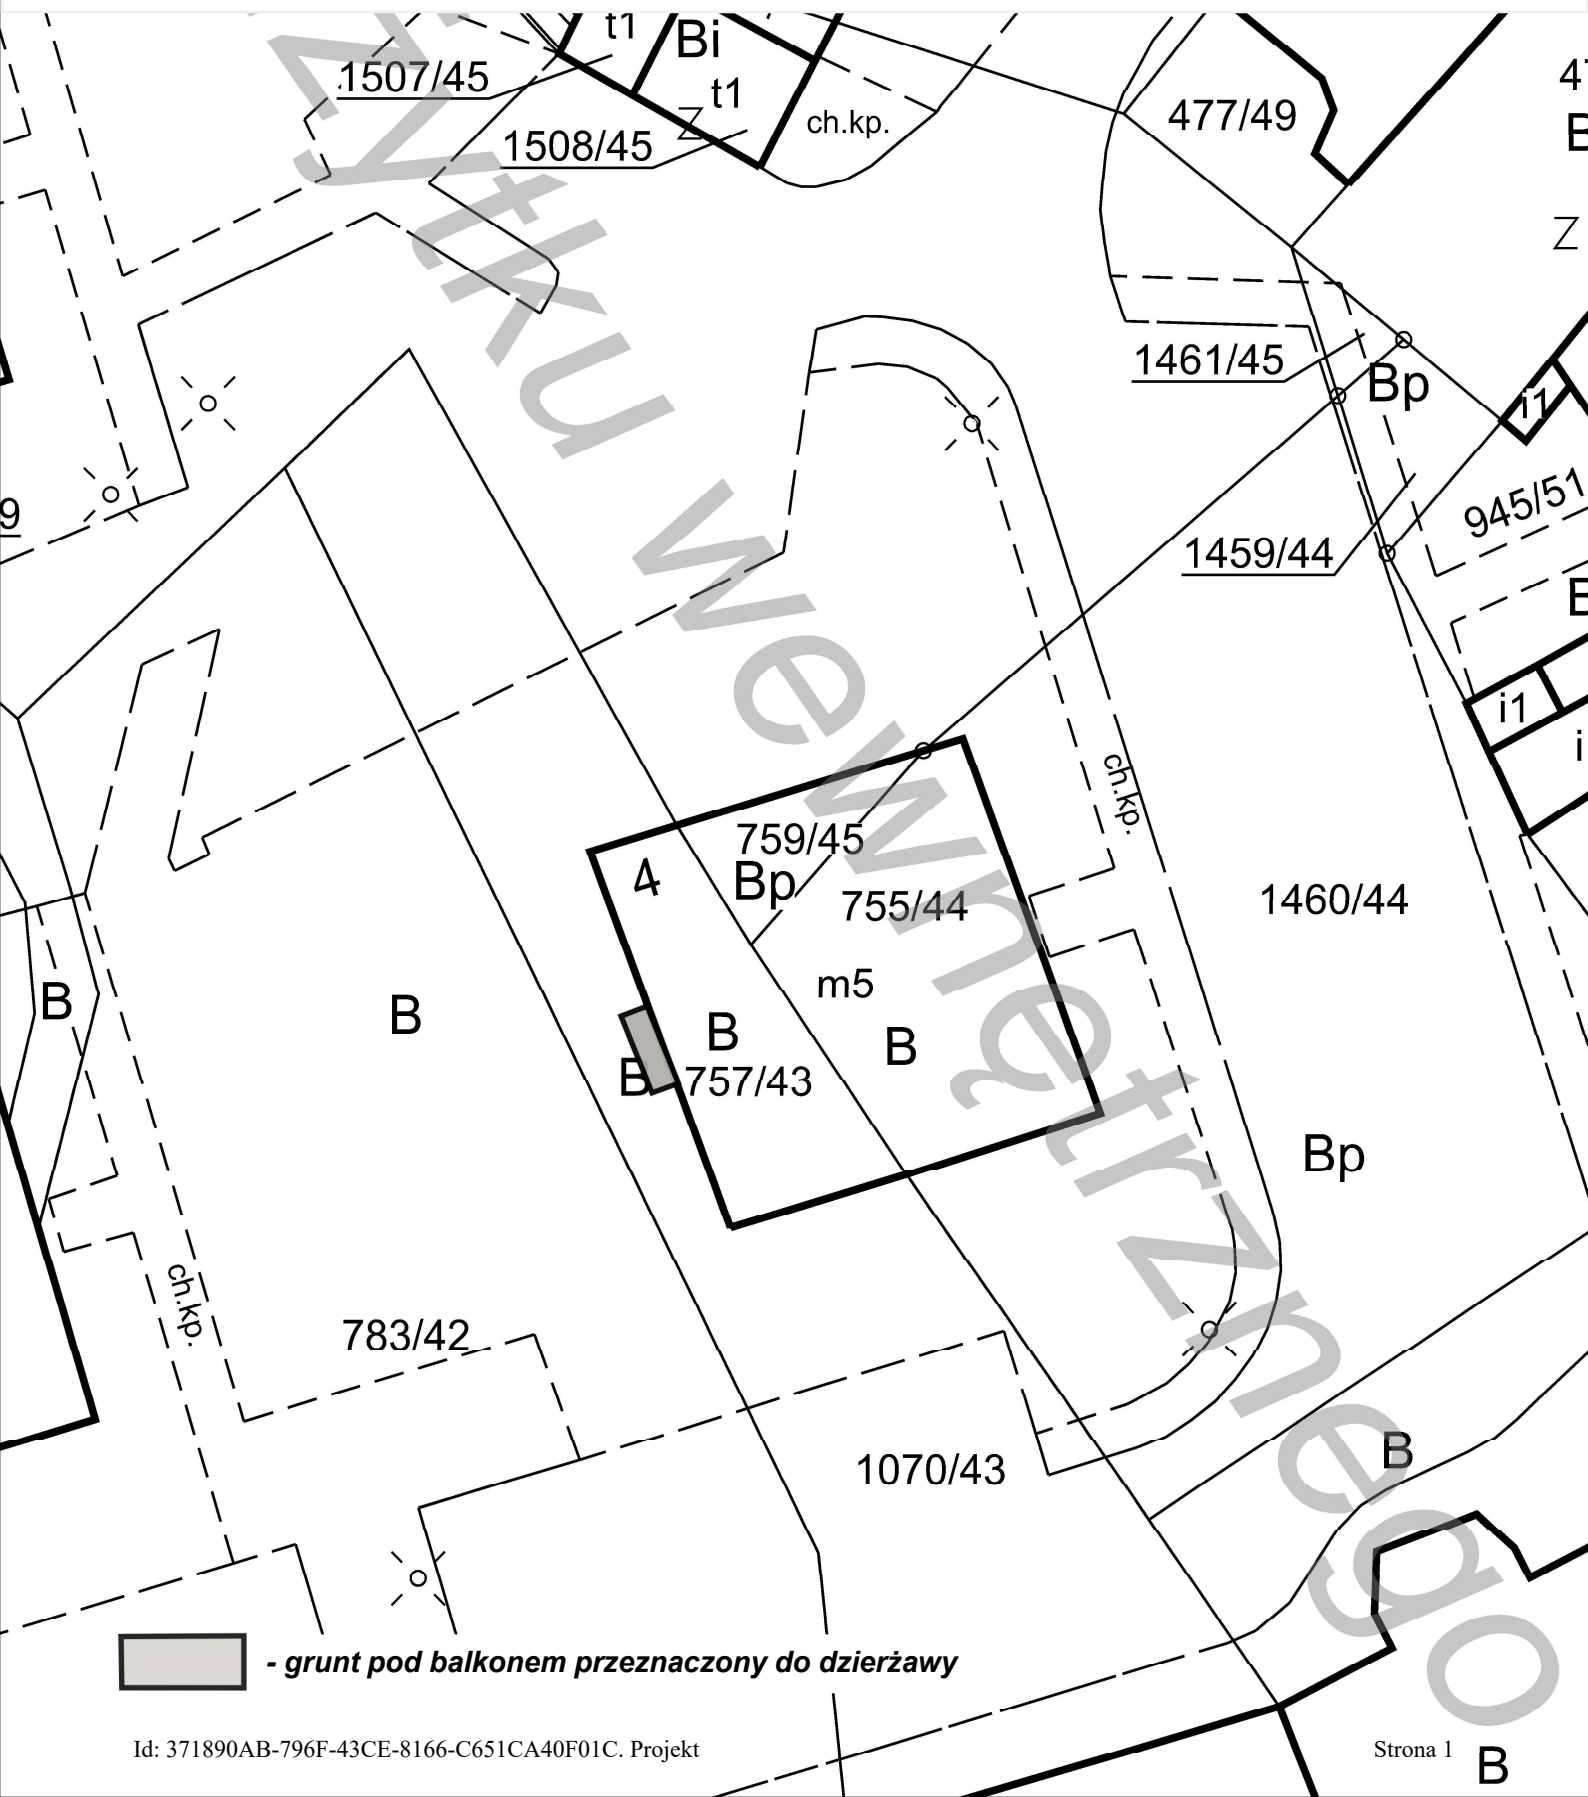 t1
Bi
1507/45
t1
Z
1508/45
ch.kp.
477/49
B
Z
1461/45
Bp
i1
9
945/51
1459/44
B
i1
i
ch.kp.
759/45
4
Bp
755/44
1460/44
m5
B
B
B
B
B
757/43
Bp
ch.kp.
783/42
1070/43
B
żytku wewnętrznego
- grunt pod balkonem przeznaczony do dzierżawy
Id: 371890AB-796F-43CE-8166-C651CA40F01C. Projekt
Strona 1
B